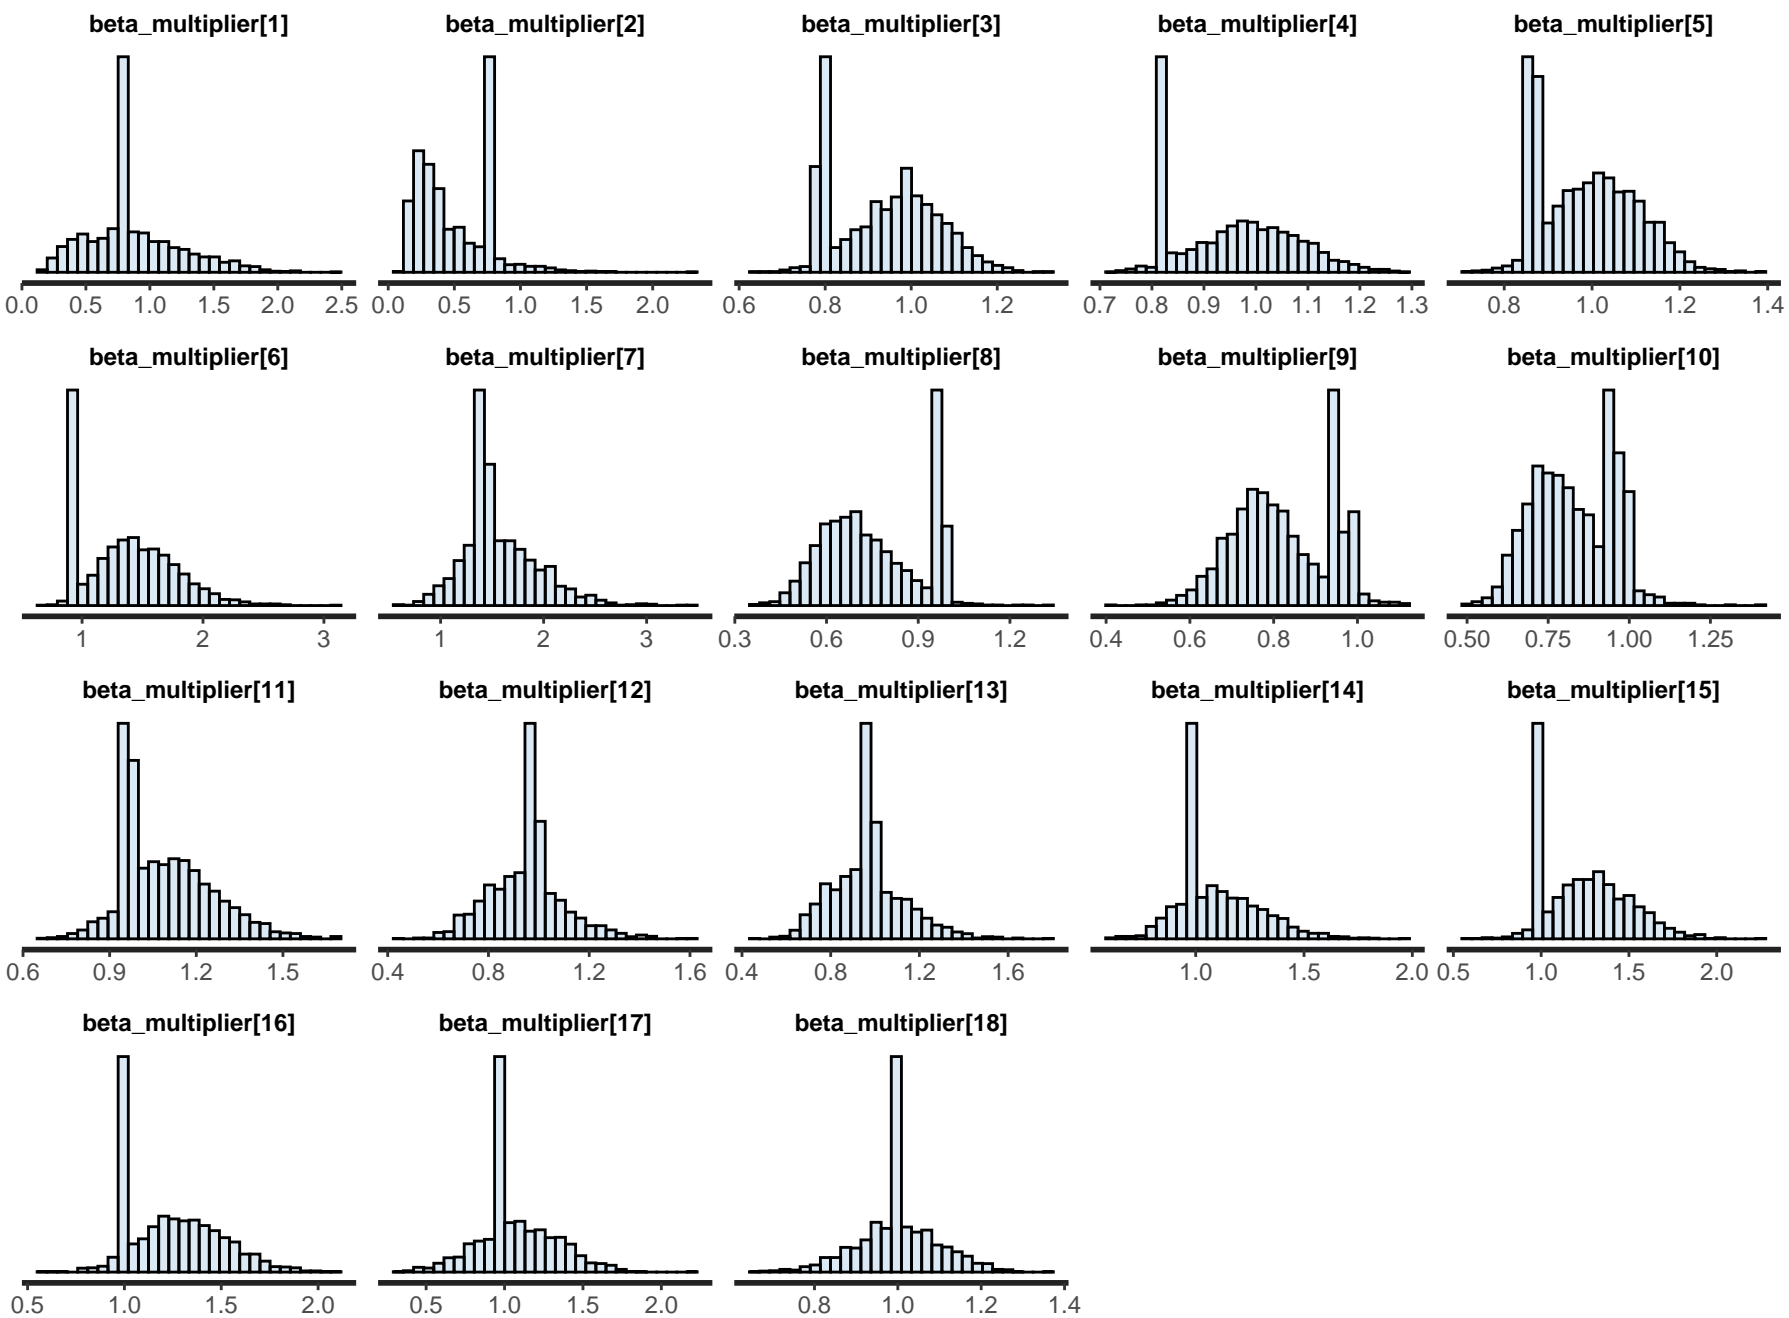 beta_multiplier[1] beta_multiplier[2] beta_multiplier[3] beta_multiplier[4] beta_multiplier[5]
0.0 0.5 1.0 1.5 2.0 2.5 0.0 0.5 1.0 1.5 2.0 0.6 0.8 1.0 1.2 0.7 0.8 0.9 1.0 1.1 1.2 1.3 0.8 1.0 1.2 1.4
beta_multiplier[6] beta_multiplier[7] beta_multiplier[8] beta_multiplier[9] beta_multiplier[10]
1 2 3 1 2 3 0.3 0.6 0.9 1.2 0.4 0.6 0.8 1.0 0.50 0.75 1.00 1.25
beta_multiplier[11] beta_multiplier[12] beta_multiplier[13] beta_multiplier[14] beta_multiplier[15]
0.6 0.9 1.2 1.5 0.4 0.8 1.2 1.6 0.4 0.8 1.2 1.6 1.0 1.5 2.0 0.5 1.0 1.5 2.0
beta_multiplier[16] beta_multiplier[17] beta_multiplier[18]
0.5 1.0 1.5 2.0 0.5 1.0 1.5 2.0 0.8 1.0 1.2 1.4